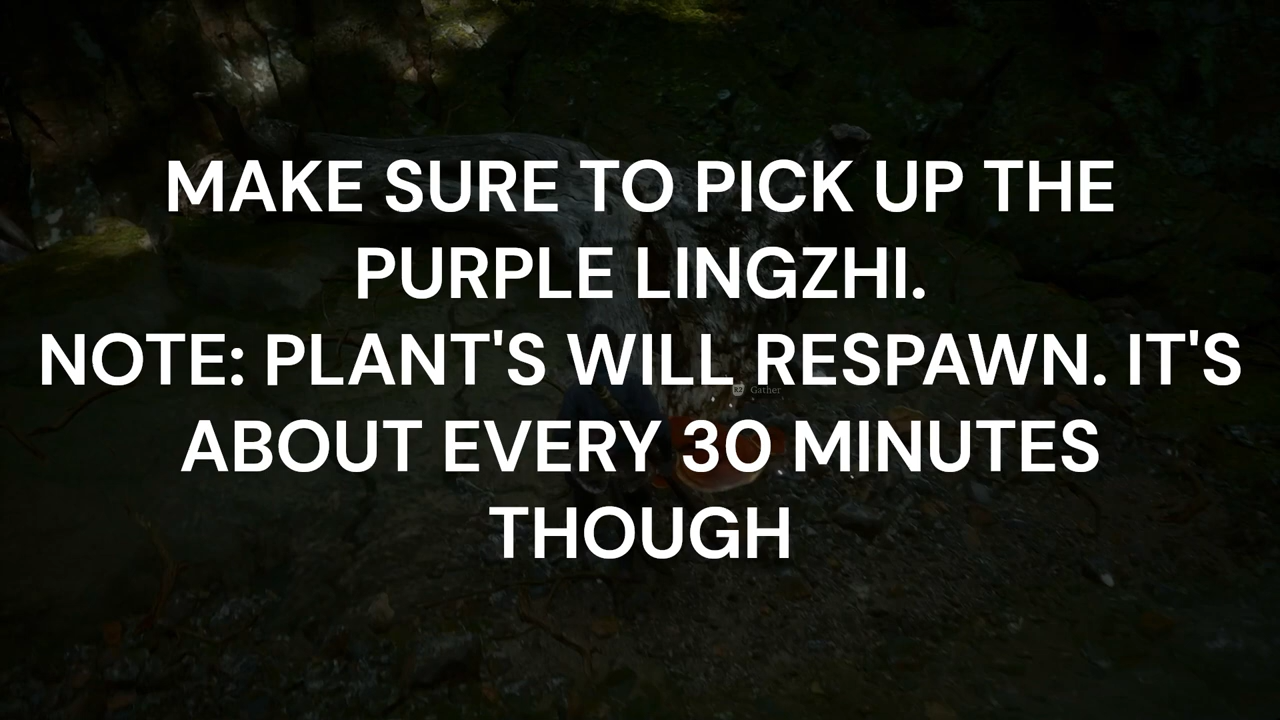 MAKE SURE TO PICK UP THE
PURPLE LINGZHI.
NOTE: PLANT'S WILL RESPAWN. IT'S
Gather
ABOUT EVERY 30 MINUTES
THOUGH